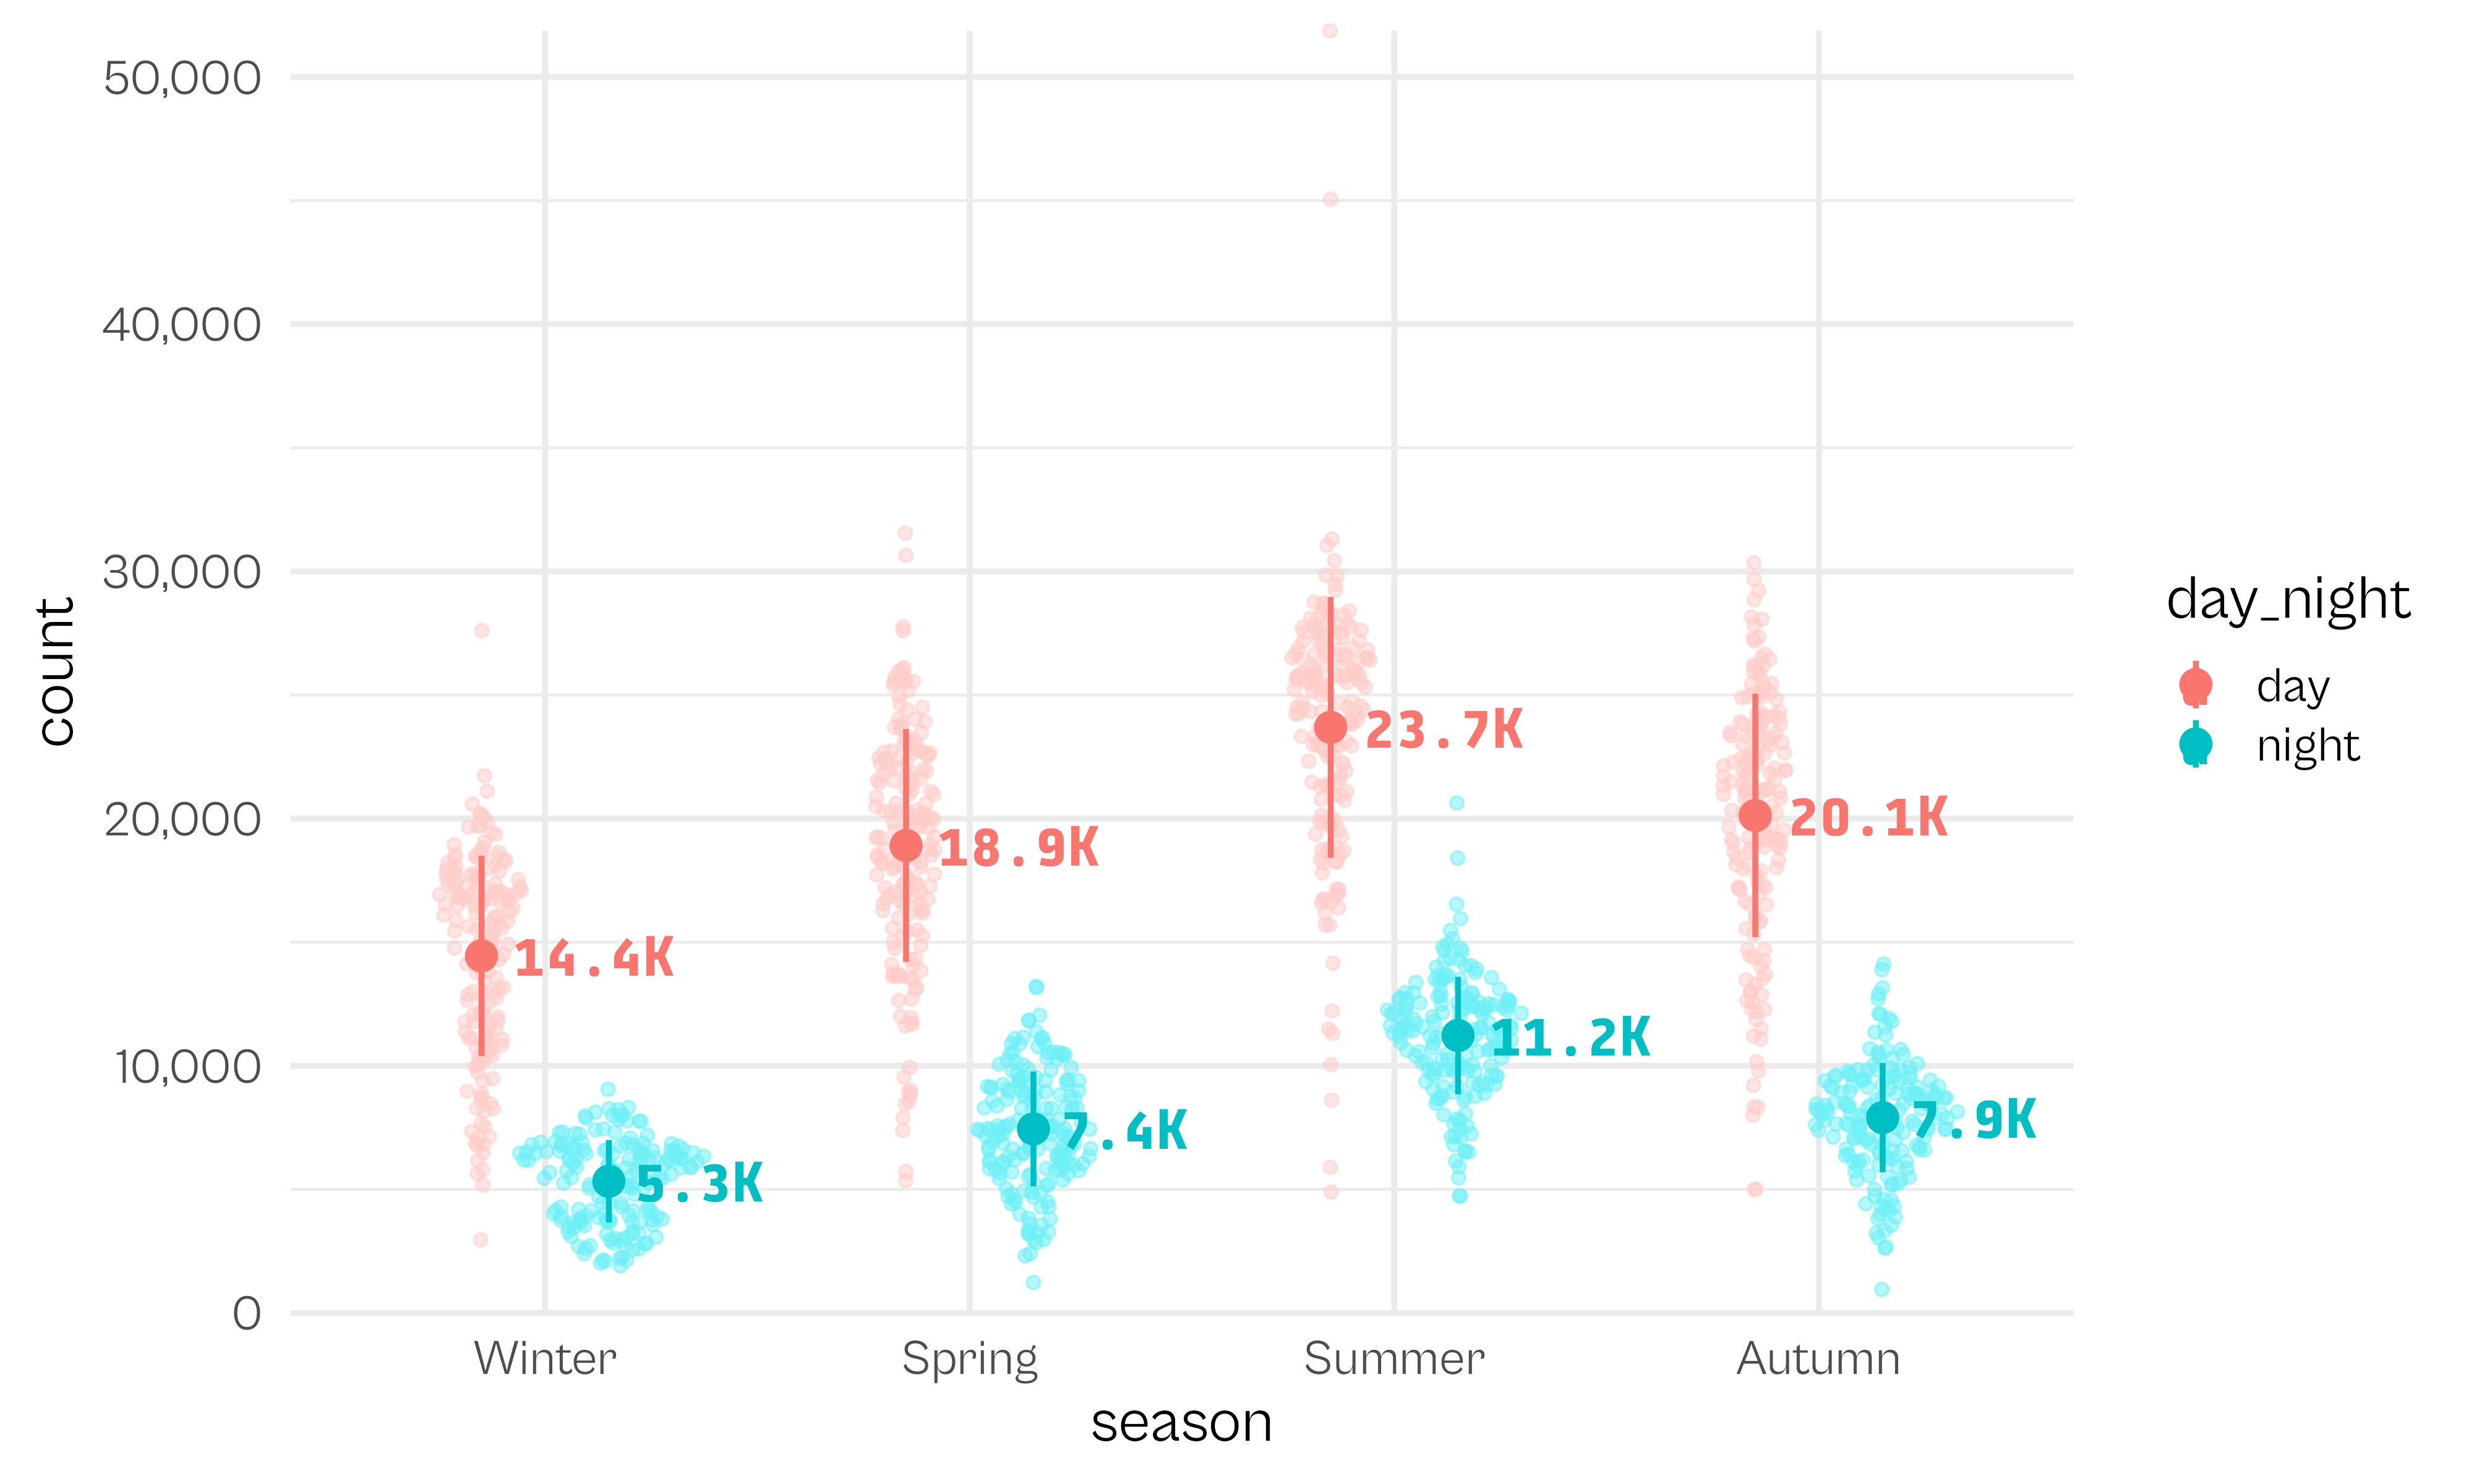 50,000
40,000
30,000
20,000
10,000
0
count
23.7K
20.1K
18.9K
14.4K
11.2K
7.9K
7.4K
5.3K
Winter Spring Summer Autumn
season
day_night
day
night